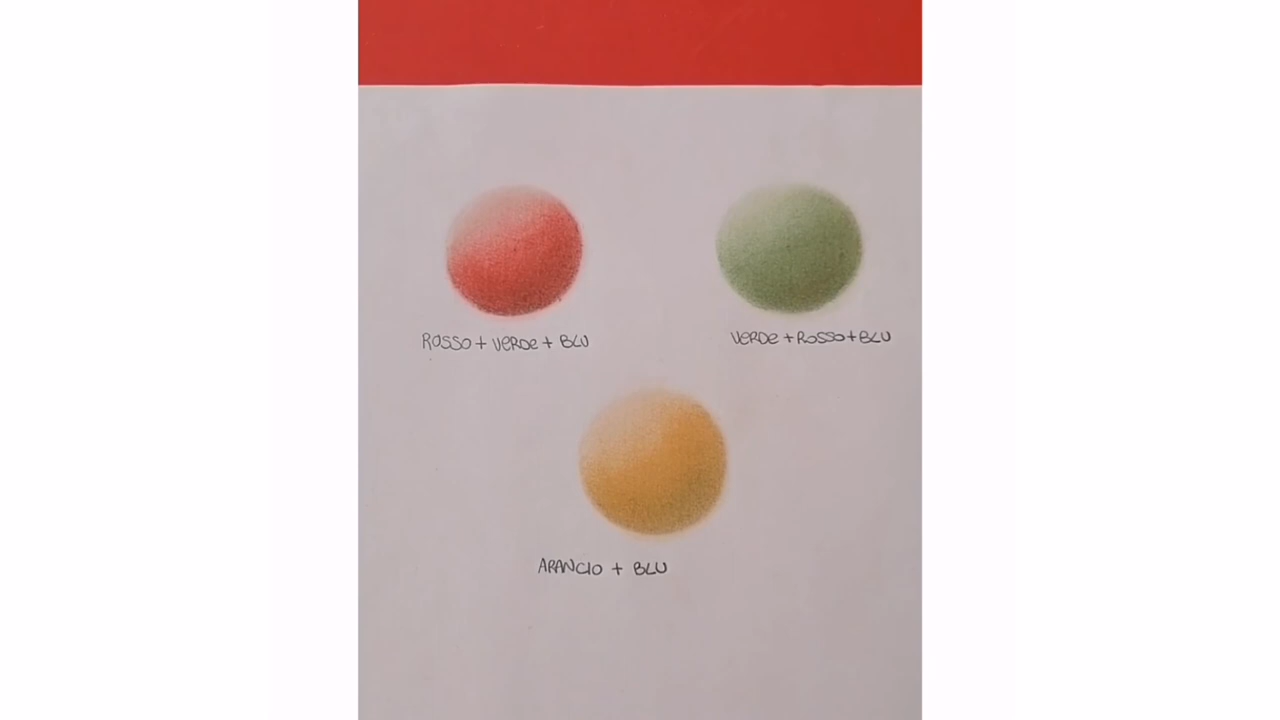 ROSSO + VERDE + BLU
VERDE + ROSSO + BLU
ARANCIO + BLU